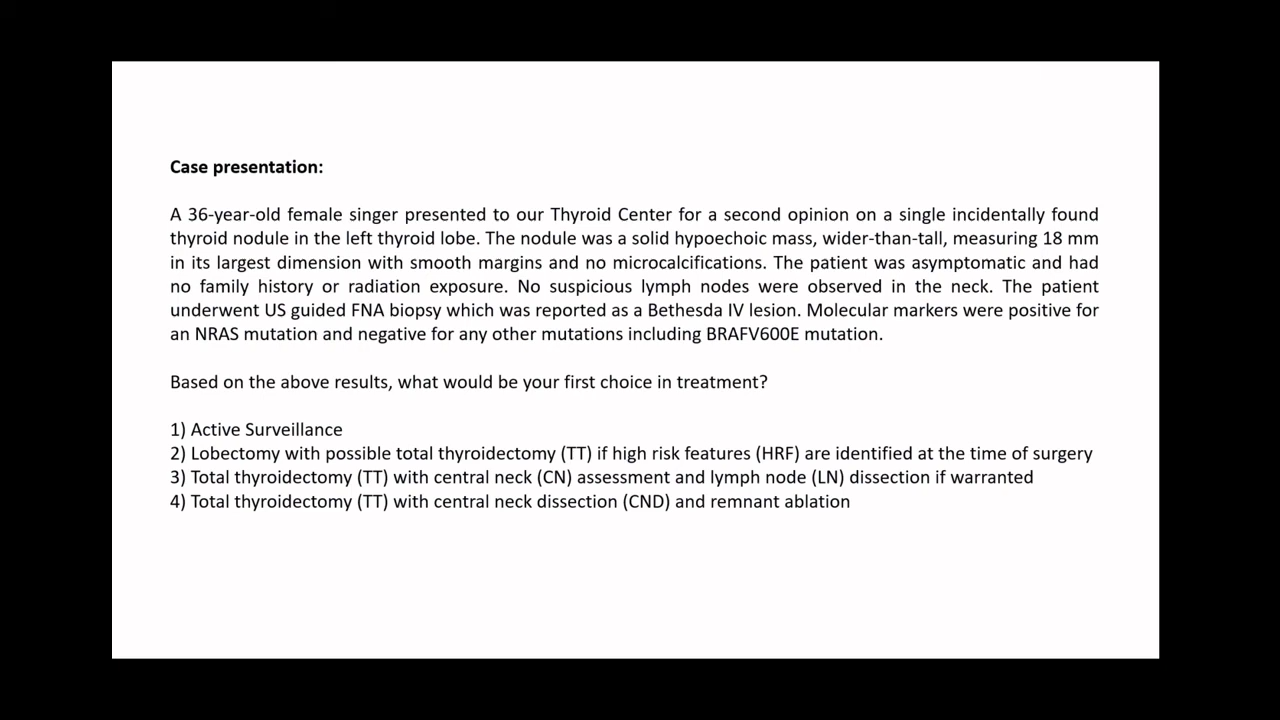 Case presentation:
A 36-year-old female singer presented to our Thyroid Center for a second opinion on a single incidentally found
thyroid nodule in the left thyroid lobe. The nodule was a solid hypoechoic mass, wider-than-tall, measuring 18 mm
in its largest dimension with smooth margins and no microcalcifications. The patient was asymptomatic and had
no family history or radiation exposure. No suspicious lymph nodes were observed in the neck. The patient
underwent US guided FNA biopsy which was reported as a Bethesda IV lesion. Molecular markers were positive for
an NRAS mutation and negative for any other mutations including BRAFV600E mutation.
Based on the above results, what would be your first choice in treatment?
1) Active Surveillance
2) Lobectomy with possible total thyroidectomy (TT) if high risk features (HRF) are identified at the time of surgery
3) Total thyroidectomy (TT) with central neck (CN) assessment and lymph node (LN) dissection if warranted
4) Total thyroidectomy (TT) with central neck dissection (CND) and remnant ablation